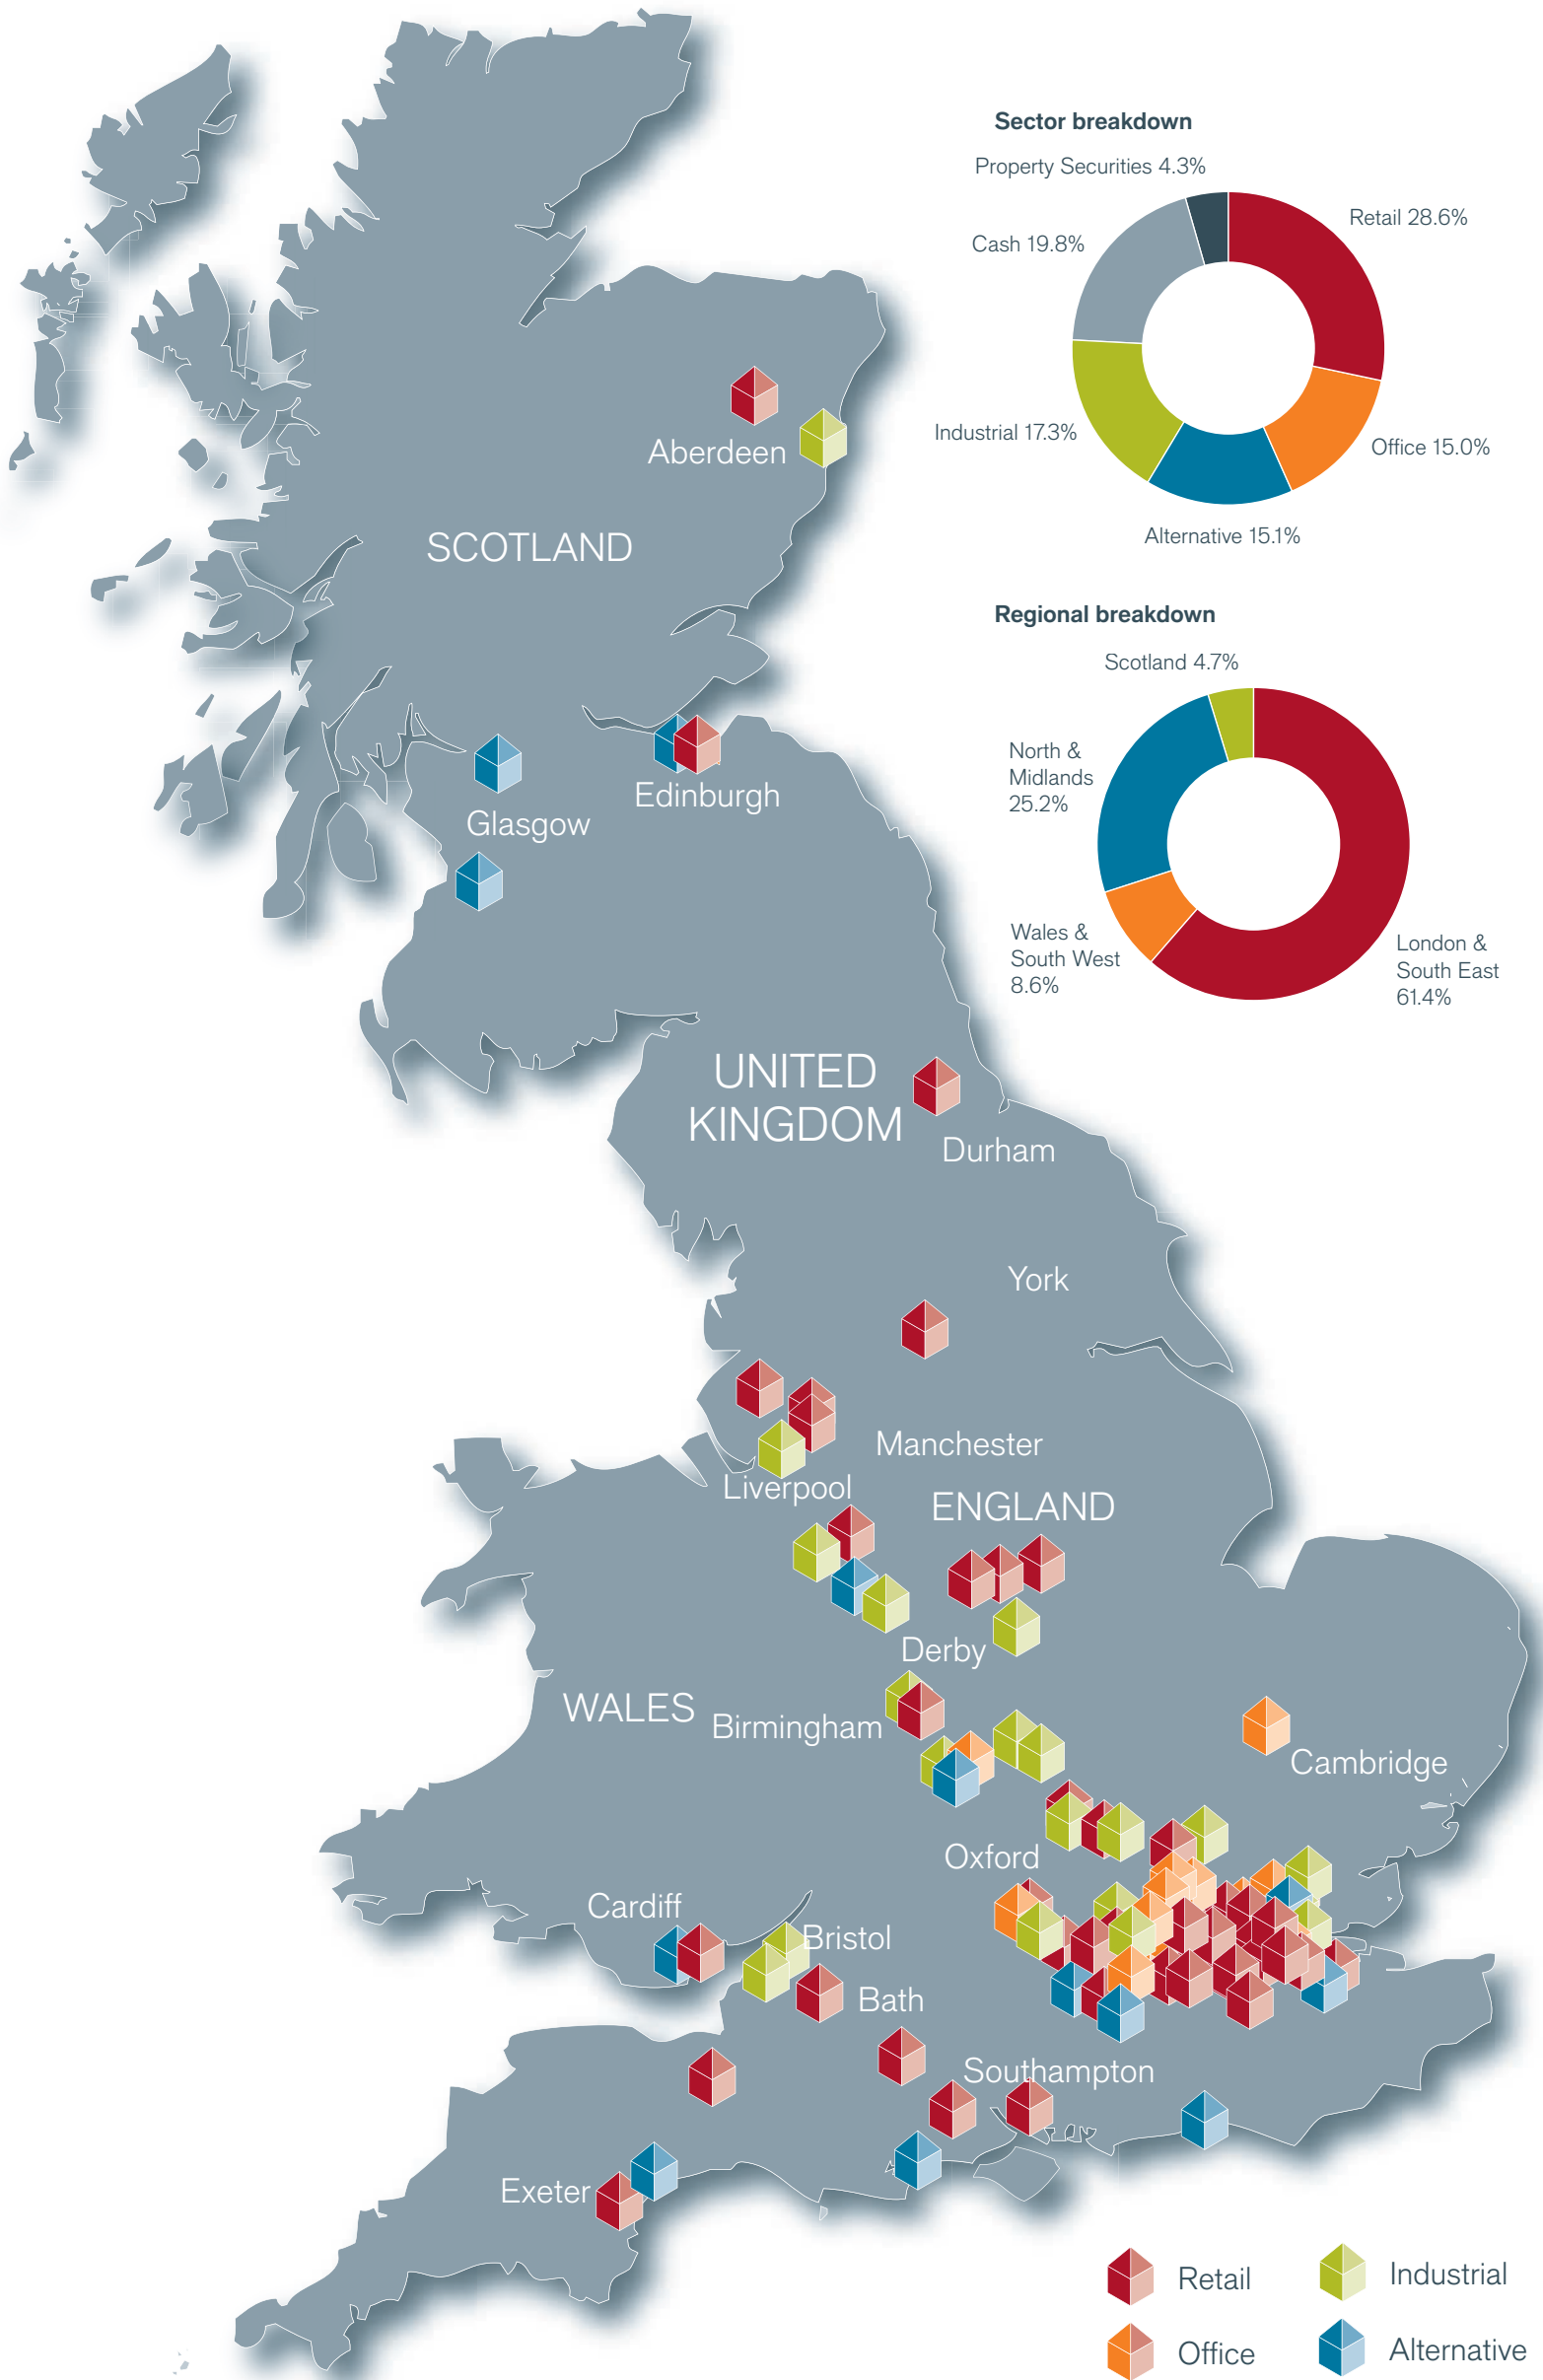 Sector breakdown
Property Securities 4.3%
Retail 28.6%
Cash 19.8%
Industrial 17.3%
Office 15.0%
Alternative 15.1%
Regional breakdown
Scotland 4.7%
North &
Midlands
25.2%
Wales &
South West
8.6%
London &
South East
61.4%
Aberdeen
SCOTLAND
Edinburgh
Glasgow
UNITED
KINGDOM
Durham
York
Manchester
Liverpool
ENGLAND
Derby
WALES
Birmingham
Cambridge
Oxford
Cardiff
Bristol
Bath
Southampton
Exeter
Retail
Industrial
Office
Alternative